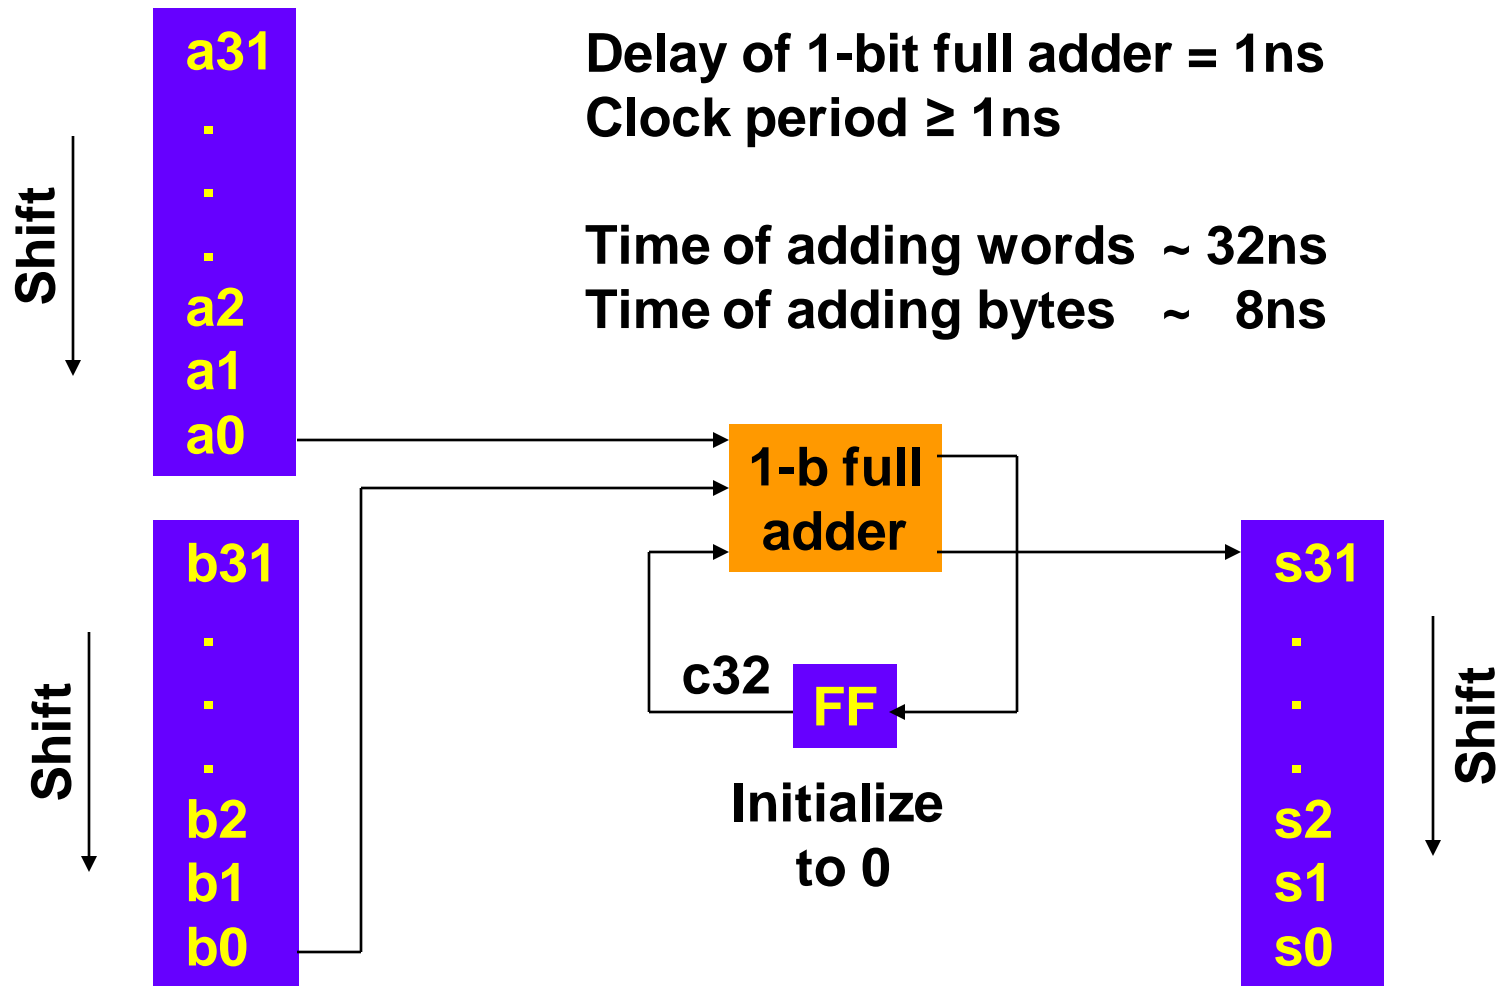 Delay of 1-bit full adder = 1ns
Clock period ≥ 1ns
Time of adding words ~ 32ns
Time of adding bytes ~ 8ns
Shift
a31
.
.
.
a2
a1
a0
Shift
b31
.
.
.
b2
b1
b0
1-b full
adder
c32
FF
Initialize
to 0
s31
.
.
.
s2
s1
s0
Shift